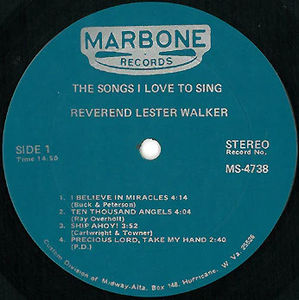 MARBONE
RECORDS
THE SONGS I LOVE TO SING
REVEREND LESTER WALKER
SIDE 1
Time 14:50
STEREO
Record No.
MS-4738
1. I BELIEVE IN MIRACLES 4:14
(Buck & Peterson)
2. TEN THOUSAND ANGELS 4:04
(Ray Overholt)
3. SHIP AHOY! 3:52
(Cartwright & Towner)
4. PRECIOUS LORD, TAKE MY HAND 2:40
(P.D.)
Custom Division of Midway-Alta, Box 148, Hurricane, W. Va. 25526